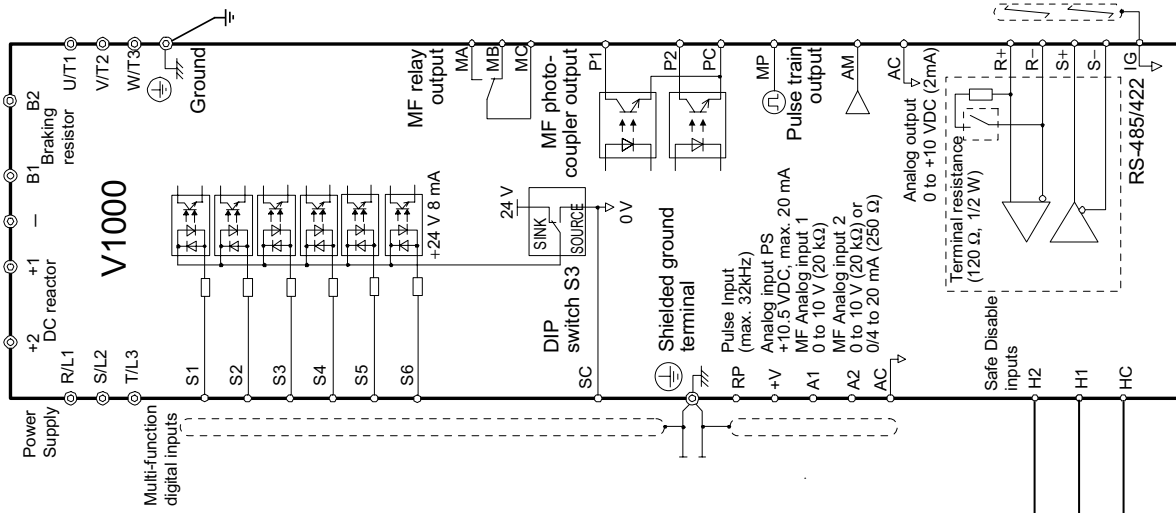 U/T1
V/T2
W/T3
Ground
B2
Braking
resistor
B1
−
+1
DC reactor
+2
V1000
R/L1
S/L2
T/L3
Power
Supply
Multi-function
digital inputs
S1
S2
S3
S4
S5
S6
+24 V 8 mA
24 V
SINK
SOURCE
0 V
DIP
switch S3
SC
MF relay
output
MA
MB
MC
MF photo-
coupler output
P1
P2
PC
Pulse train
output
MP
AM
AC
Analog output
0 to +10 VDC (2mA)
Shielded ground
terminal
Pulse Input
(max. 32kHz)
RP
Analog input PS
+10.5 VDC, max. 20 mA
+V
MF Analog input 1
0 to 10 V (20 kΩ)
A1
MF Analog input 2
0 to 10 V (20 kΩ) or
0/4 to 20 mA (250 Ω)
A2
AC
Terminal resistance
(120 Ω, 1/2 W)
R+
R−
S+
S−
IG
RS-485/422
Safe Disable
inputs
H2
H1
HC